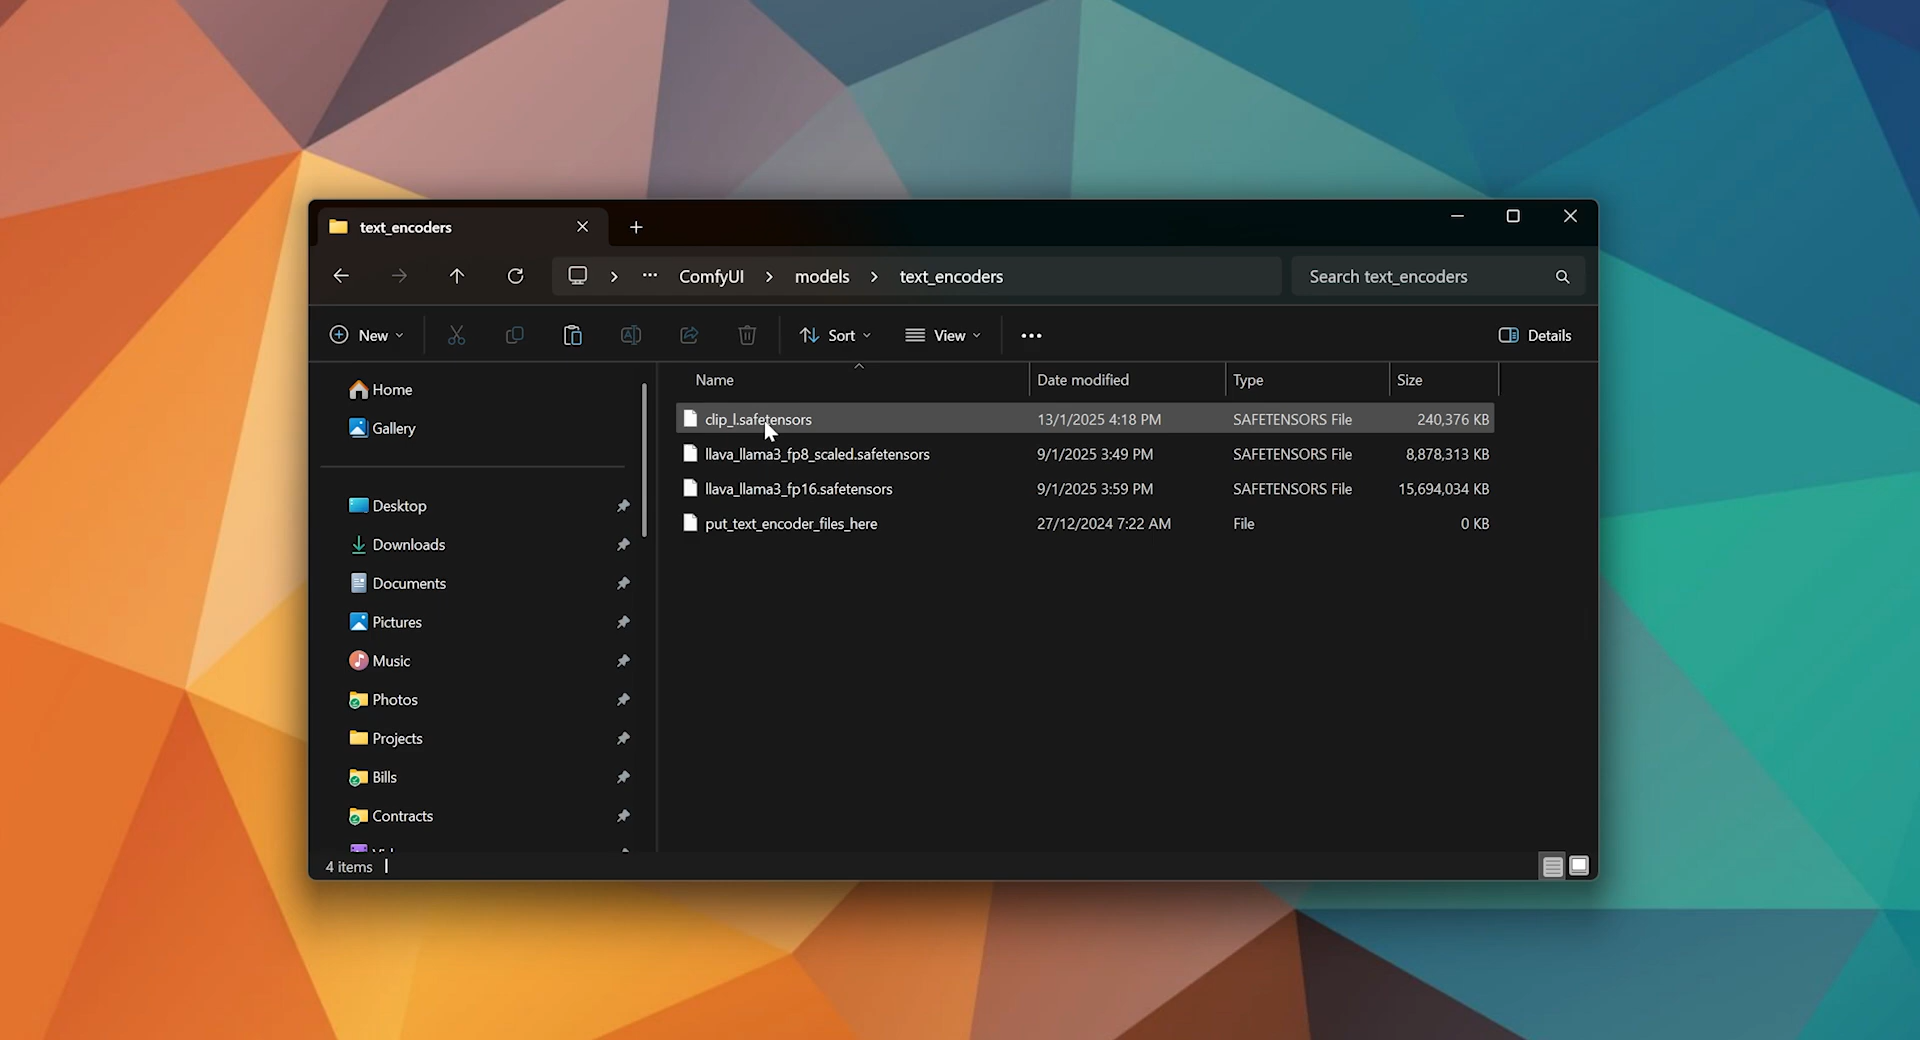 text_encoders
ComfyUI > models > text_encoders
Search text_encoders
New
Sort
View
Details
Home
Gallery
Desktop
Downloads
Documents
Pictures
Music
Photos
Projects
Bills
Contracts
Name Date modified Type Size
clip_l.safetensors 13/1/2025 4:18 PM SAFETENSORS File 240,376 KB
llava_llama3_fp8_scaled.safetensors 9/1/2025 3:49 PM SAFETENSORS File 8,878,313 KB
llava_llama3_fp16.safetensors 9/1/2025 3:59 PM SAFETENSORS File 15,694,034 KB
put_text_encoder_files_here 27/12/2024 7:22 AM File 0 KB
4 items